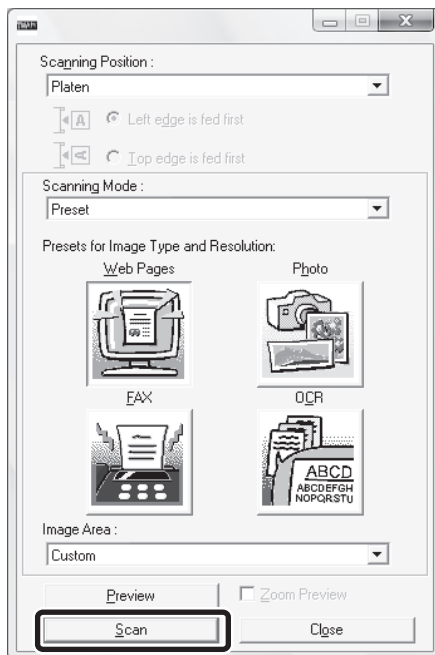 Scanning Position :
Platen
A Left edge is fed first
A Top edge is fed first
Scanning Mode :
Preset
Presets for Image Type and Resolution:
Web Pages Photo
FAX OCR
ABCD
ABCDEFGH
NOPQRSTU
Image Area :
Custom
Preview Zoom Preview
Scan Close